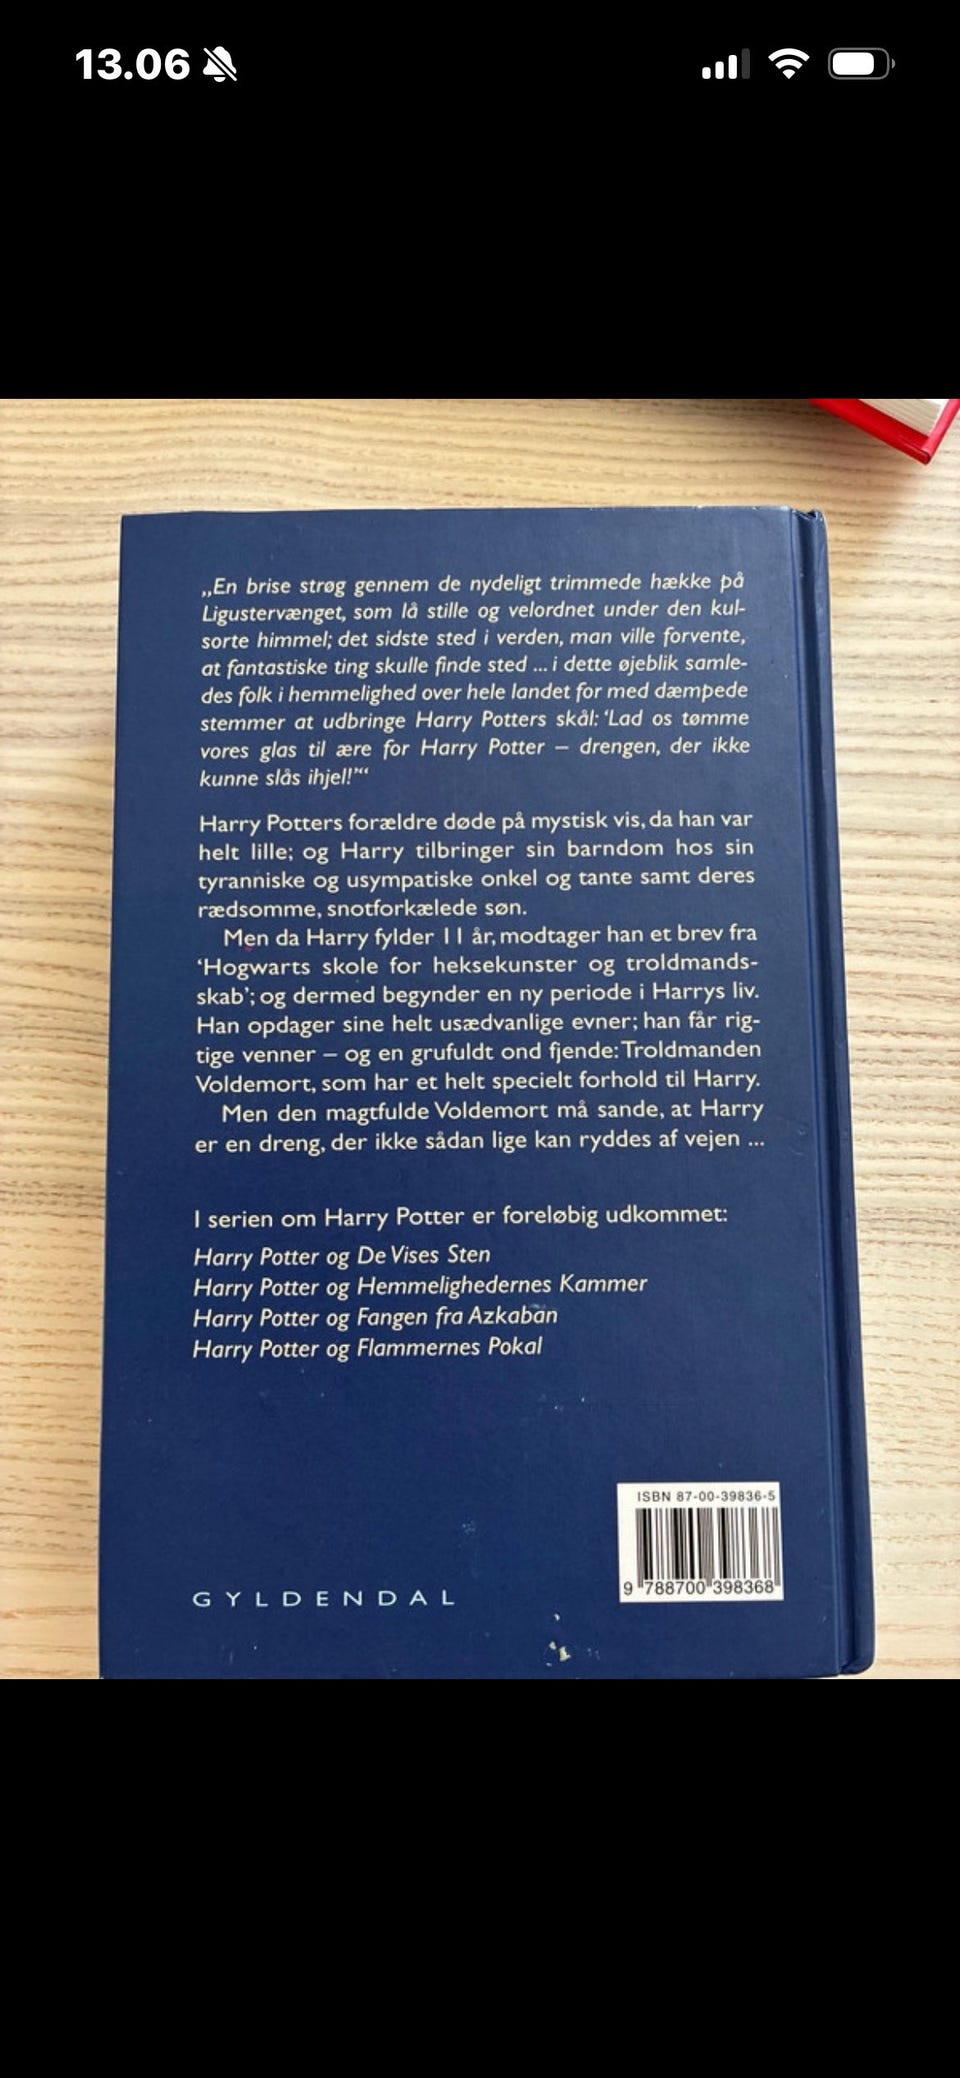 13.06
„En brise strøg gennem de nydeligt trimmede hække på
Ligustervænget, som lå stille og velordnet under den kul-
sorte himmel; det sidste sted i verden, man ville forvente,
at fantastiske ting skulle finde sted ... i dette øjeblik samle-
des folk i hemmelighed over hele landet for med dæmpede
stemmer at udbringe Harry Potters skål: ‘Lad os tømme
vores glas til ære for Harry Potter – drengen, der ikke
kunne slås ihjel!’“
Harry Potters forældre døde på mystisk vis, da han var
helt lille; og Harry tilbringer sin barndom hos sin
tyranniske og usympatiske onkel og tante samt deres
rædsomme, snotforkælede søn.
Men da Harry fylder 11 år, modtager han et brev fra
‘Hogwarts skole for heksekunster og troldmands-
skab’; og dermed begynder en ny periode i Harrys liv.
Han opdager sine helt usædvanlige evner; han får rig-
tige venner – og en grufuldt ond fjende: Troldmanden
Voldemort, som har et helt specielt forhold til Harry.
Men den magtfulde Voldemort må sande, at Harry
er en dreng, der ikke sådan lige kan ryddes af vejen ...
I serien om Harry Potter er foreløbig udkommet:
Harry Potter og De Vises Sten
Harry Potter og Hemmelighedernes Kammer
Harry Potter og Fangen fra Azkaban
Harry Potter og Flammernes Pokal
ISBN 87-00-39836-5
9 788700 398368
GYLDENDAL